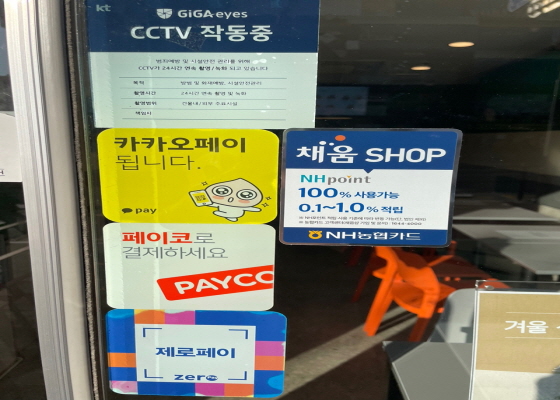 kt
GiGA eyes
CCTV 작동중
범죄예방 및 시설안전 관리를 위해
CCTV가 24시간 연속 촬영 / 녹화 되고 있습니다
목적 방범 및 화재예방, 시설안전관리
촬영시간 24시간 연속 촬영 및 녹화
촬영범위 건물내/외부 주요시설
책임자
카카오페이
됩니다.
pay
페이코로
결제하세요
PAYCO
제로페이
zero
채움 SHOP
NHpoint
100% 사용가능
0.1~1.0% 적립
NH농협카드
겨울